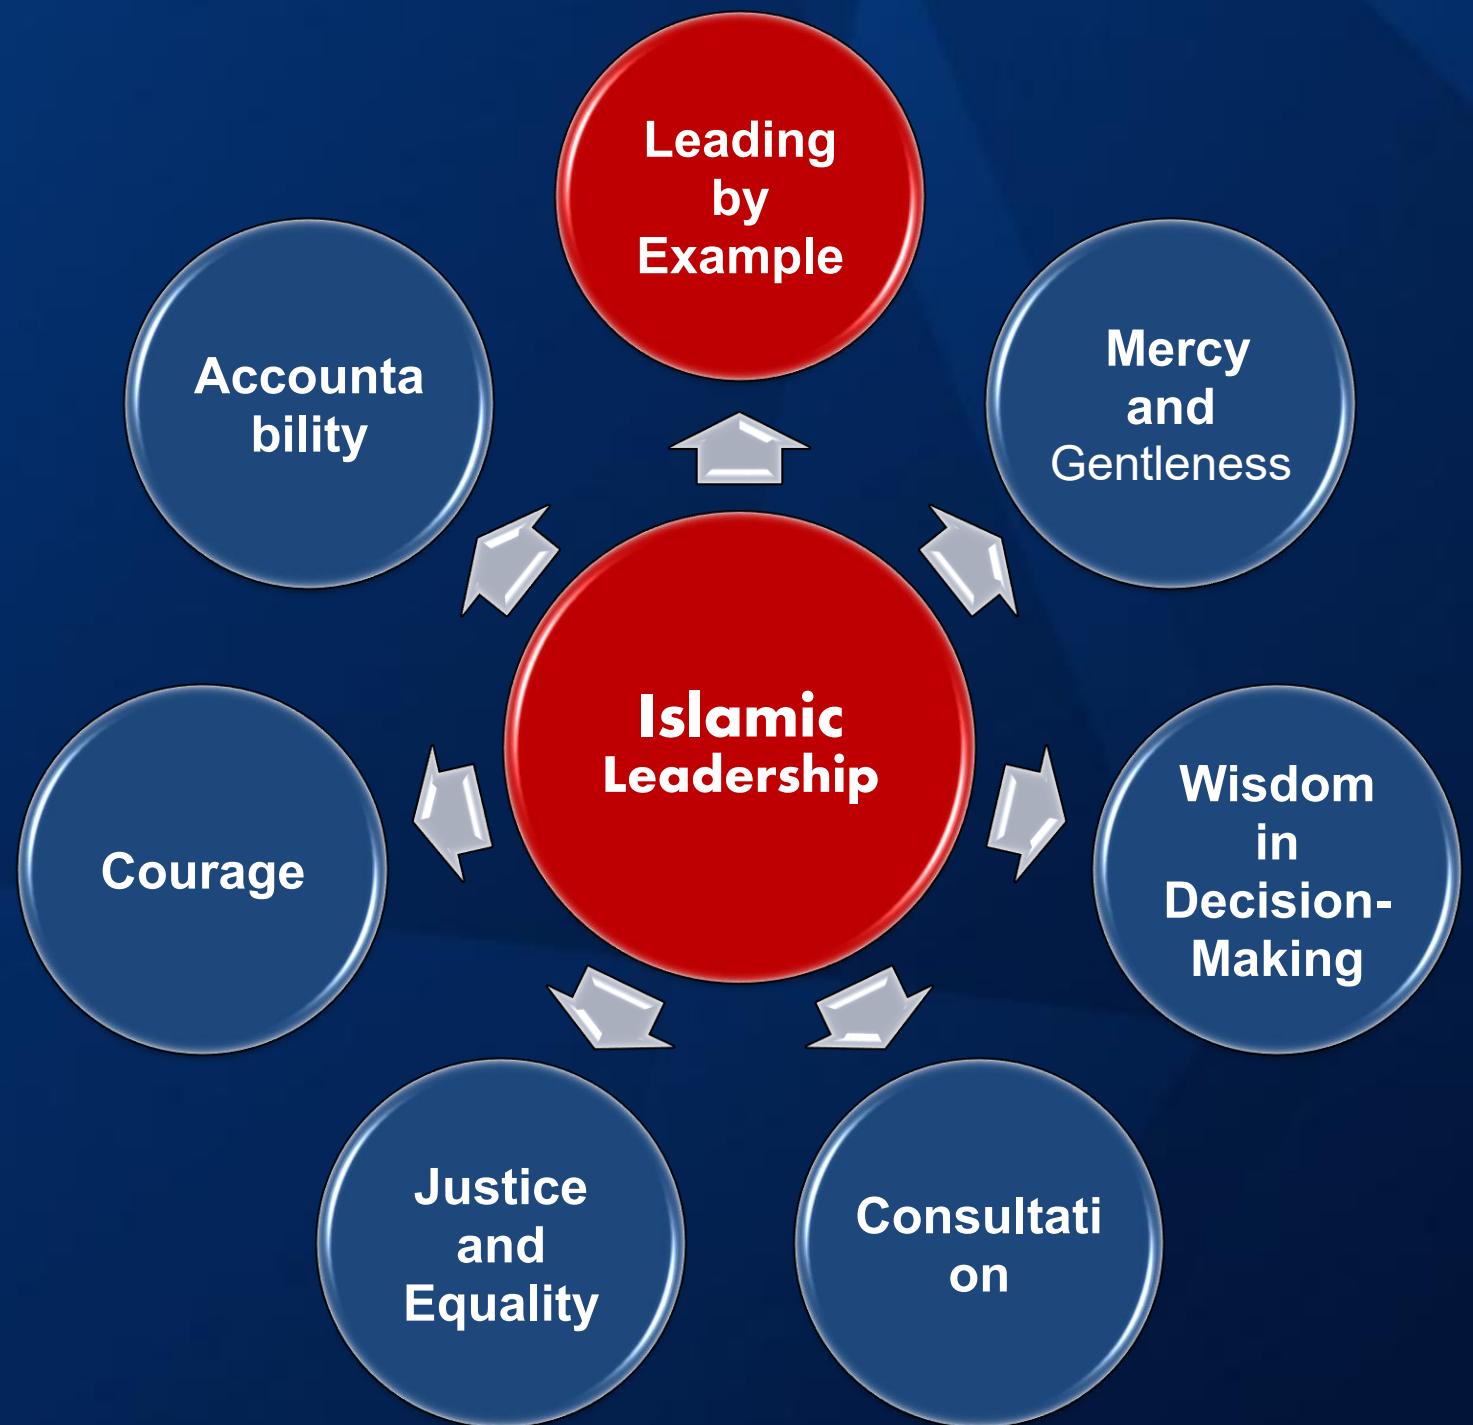 Leading
by
Example
Mercy
and
Gentleness
Wisdom
in
Decision-
Making
Consultati
on
Justice
and
Equality
Courage
Accounta
bility
Islamic
Leadership